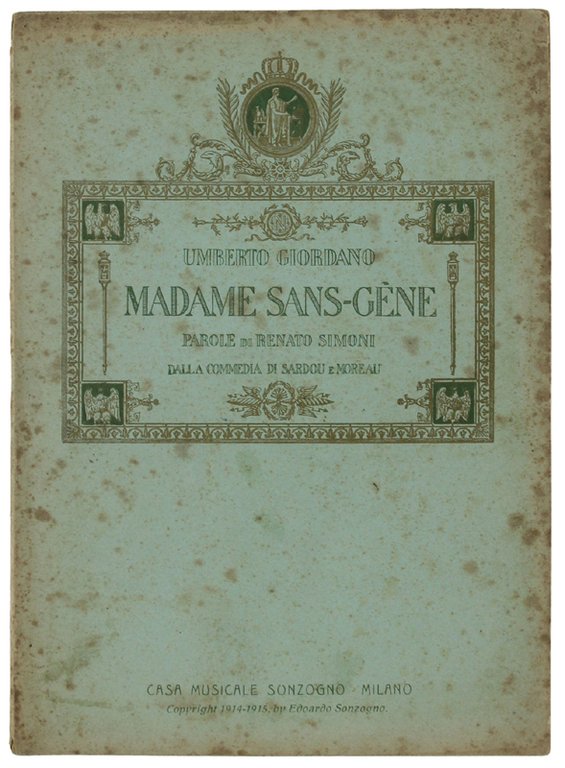 UMBERTO GIORDANO
MADAME SANS-GÈNE
PAROLE DI RENATO SIMONI
DALLA COMMEDIA DI SARDOU E MOREAU
CASA MUSICALE SONZOGNO - MILANO
Copyright 1914-1915, by Edoardo Sonzogno.